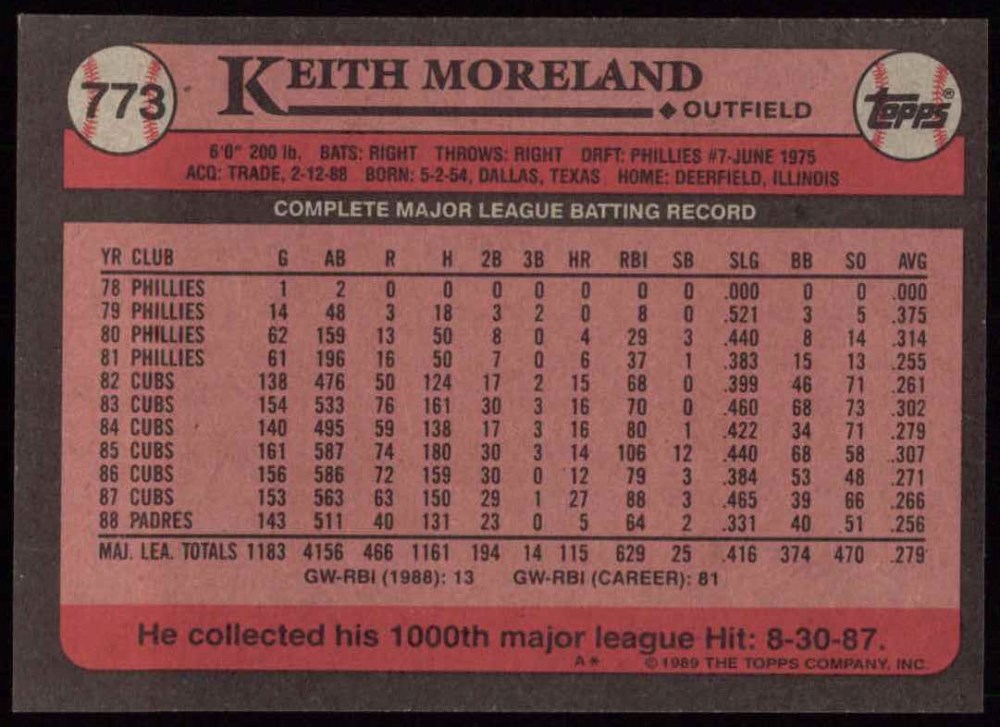 773 KEITH MORELAND
◆ OUTFIELD
topps®
6'0" 200 lb. BATS: RIGHT THROWS: RIGHT DRFT: PHILLIES #7-JUNE 1975
ACQ: TRADE, 2-12-88 BORN: 5-2-54, DALLAS, TEXAS HOME: DEERFIELD, ILLINOIS
COMPLETE MAJOR LEAGUE BATTING RECORD
YR CLUB G AB R H 2B 3B HR RBI SB SLG BB SO AVG
78 PHILLIES 1 2 0 0 0 0 0 0 0 .000 0 0 .000
79 PHILLIES 14 48 3 18 3 2 0 8 0 .521 3 5 .375
80 PHILLIES 62 159 13 50 8 0 4 29 3 .440 8 14 .314
81 PHILLIES 61 196 16 50 7 0 6 37 1 .383 15 13 .255
82 CUBS 138 476 50 124 17 2 15 68 0 .399 46 71 .261
83 CUBS 154 533 76 161 30 3 16 70 0 .460 68 73 .302
84 CUBS 140 495 59 138 17 3 16 80 1 .422 34 71 .279
85 CUBS 161 587 74 180 30 3 14 106 12 .440 68 58 .307
86 CUBS 156 586 72 159 30 0 12 79 3 .384 53 48 .271
87 CUBS 153 563 63 150 29 1 27 88 3 .465 39 66 .266
88 PADRES 143 511 40 131 23 0 5 64 2 .331 40 51 .256
MAJ. LEA. TOTALS 1183 4156 466 1161 194 14 115 629 25 .416 374 470 .279
GW-RBI (1988): 13 GW-RBI (CAREER): 81
He collected his 1000th major league Hit: 8-30-87.
A* © 1989 THE TOPPS COMPANY, INC.